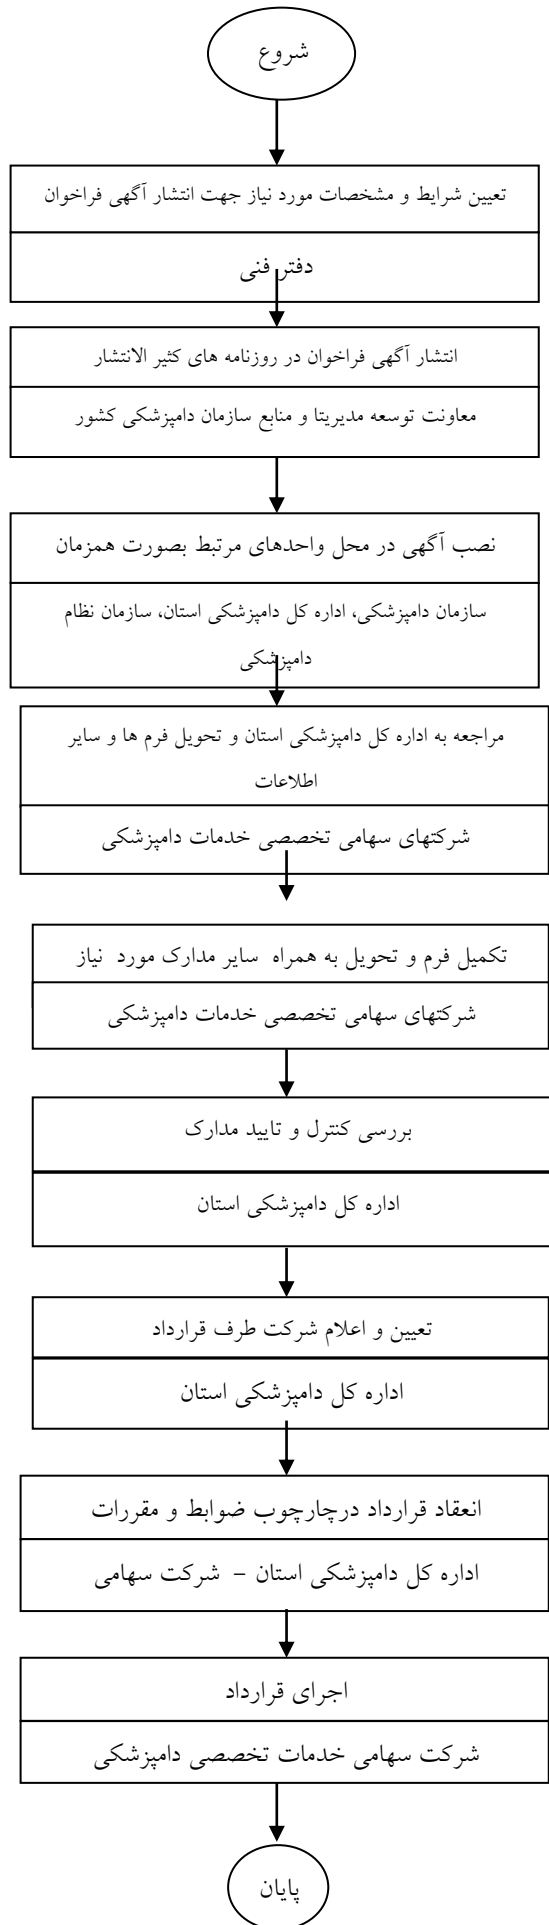 شروع
تعیین شرایط و مشخصات مورد نیاز جهت انتشار آگهی فراخوان
دفتر فنی
انتشار آگهی فراخوان در روزنامه های کثیر الانتشار
معاونت توسعه مدیریتا و منابع سازمان دامپزشکی کشور
نصب آگهی در محل واحدهای مرتبط بصورت همزمان
سازمان دامپزشکی، اداره کل دامپزشکی استان، سازمان نظام
دامپزشکی
مراجعه به اداره کل دامپزشکی استان و تحویل فرم ها و سایر
اطلاعات
شرکتهای سهامی تخصصی خدمات دامپزشکی
تکمیل فرم و تحویل به همراه سایر مدارک مورد نیاز
شرکتهای سهامی تخصصی خدمات دامپزشکی
بررسی کنترل و تایید مدارک
اداره کل دامپزشکی استان
تعیین و اعلام شرکت طرف قرارداد
اداره کل دامپزشکی استان
انعقاد قرارداد درچارچوب ضوابط و مقررات
اداره کل دامپزشکی استان – شرکت سهامی
اجرای قرارداد
شرکت سهامی خدمات تخصصی دامپزشکی
پایان